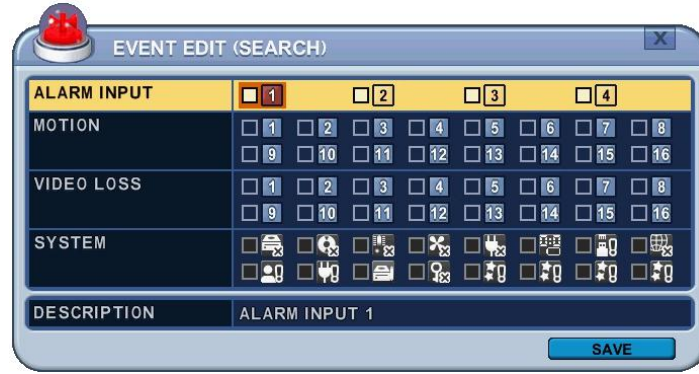 EVENT EDIT (SEARCH) X
ALARM INPUT 1 2 3 4
MOTION 1 2 3 4 5 6 7 8
9 10 11 12 13 14 15 16
VIDEO LOSS 1 2 3 4 5 6 7 8
9 10 11 12 13 14 15 16
SYSTEM
DESCRIPTION ALARM INPUT 1
SAVE